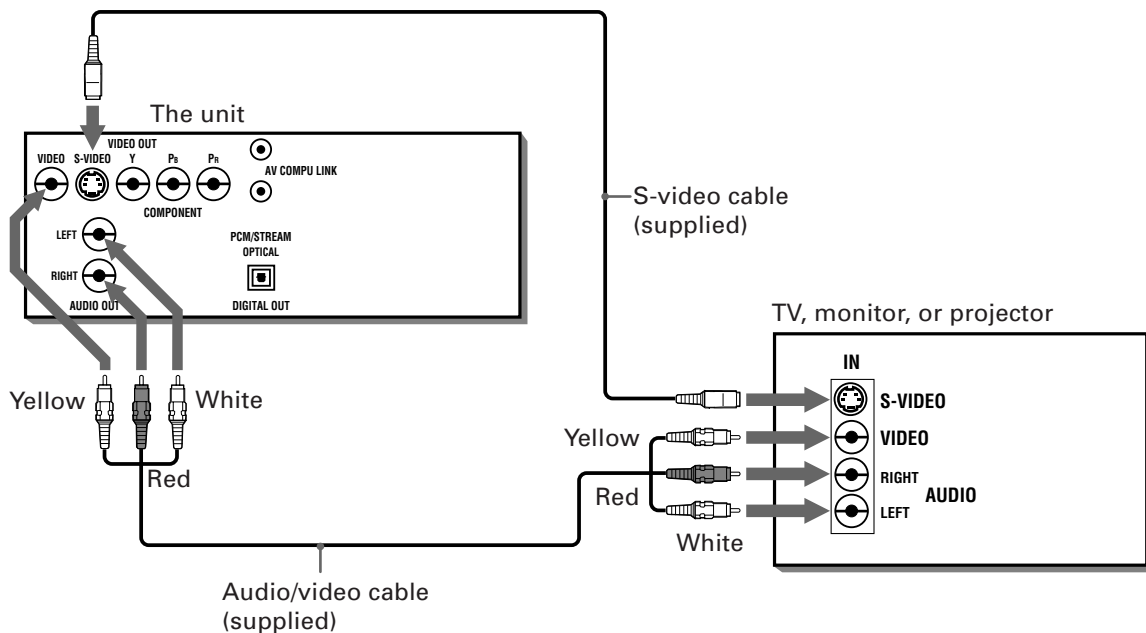 The unit
VIDEO OUT
VIDEO S-VIDEO Y PB PR
AV COMPU LINK
COMPONENT
LEFT
PCM/STREAM
OPTICAL
RIGHT
AUDIO OUT
DIGITAL OUT
S-video cable
(supplied)
TV, monitor, or projector
IN
S-VIDEO
VIDEO
RIGHT
AUDIO
LEFT
Yellow
White
Red
Yellow
Red
White
Audio/video cable
(supplied)